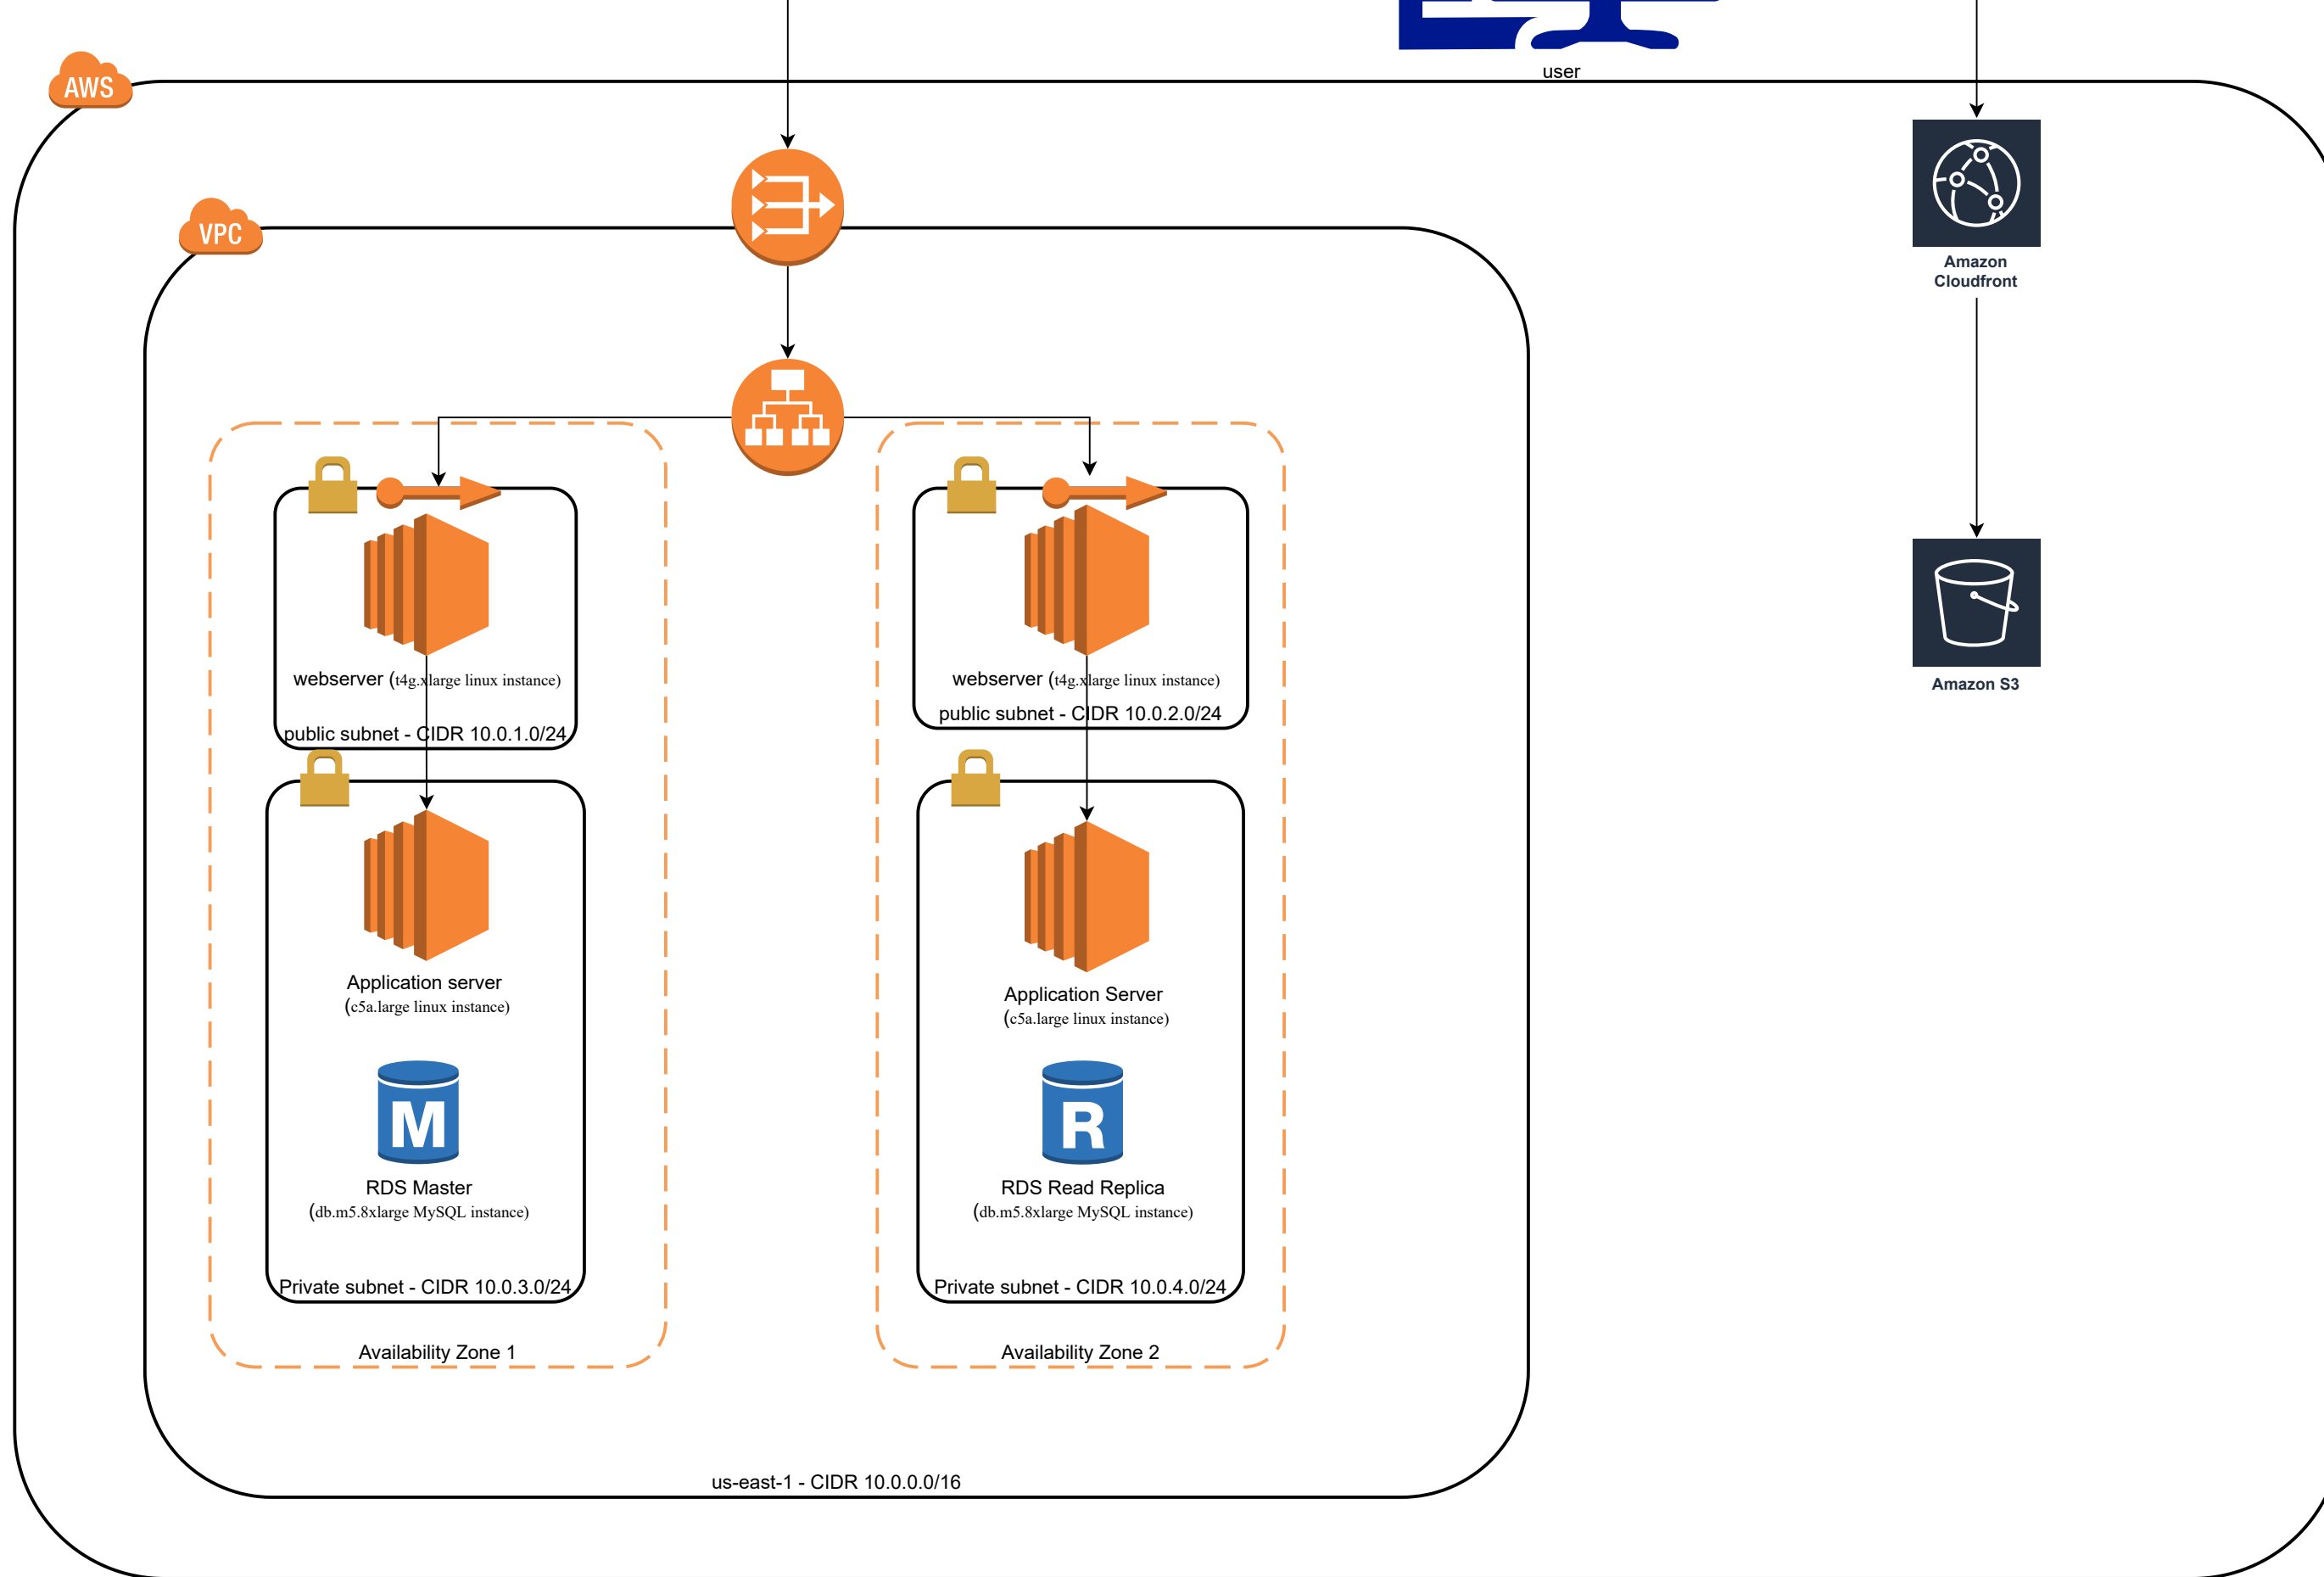 user
AWS
VPC
Amazon
Cloudfront
webserver (t4g.xlarge linux instance)
public subnet - CIDR 10.0.1.0/24
webserver (t4g.xlarge linux instance)
public subnet - CIDR 10.0.2.0/24
Amazon S3
Application server
(c5a.large linux instance)
M
RDS Master
(db.m5.8xlarge MySQL instance)
Private subnet - CIDR 10.0.3.0/24
Availability Zone 1
Application Server
(c5a.large linux instance)
R
RDS Read Replica
(db.m5.8xlarge MySQL instance)
Private subnet - CIDR 10.0.4.0/24
Availability Zone 2
us-east-1 - CIDR 10.0.0.0/16